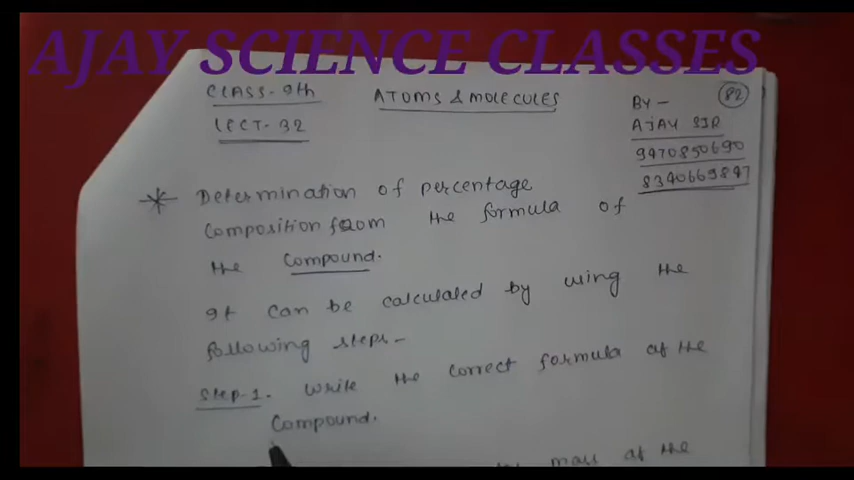 AJAY SCIENCE CLASSES
CLASS-9th
ATOMS & MOLECULES
BY-
82
LECT-32
AJAY SIR
9470850690
8340669847
* Determination of percentage
Composition from the formula of
the Compound.
It can be calculated by using the
following steps-
Step-1. Write the correct formula of the
Compound.
mass of the